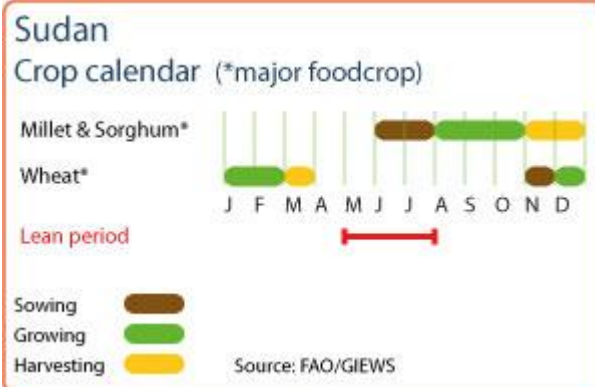 Sudan
Crop calendar (*major foodcrop)
Millet & Sorghum*
Wheat*
J F M A M J J A S O N D
Lean period
Sowing
Growing
Harvesting
Source: FAO/GIEWS